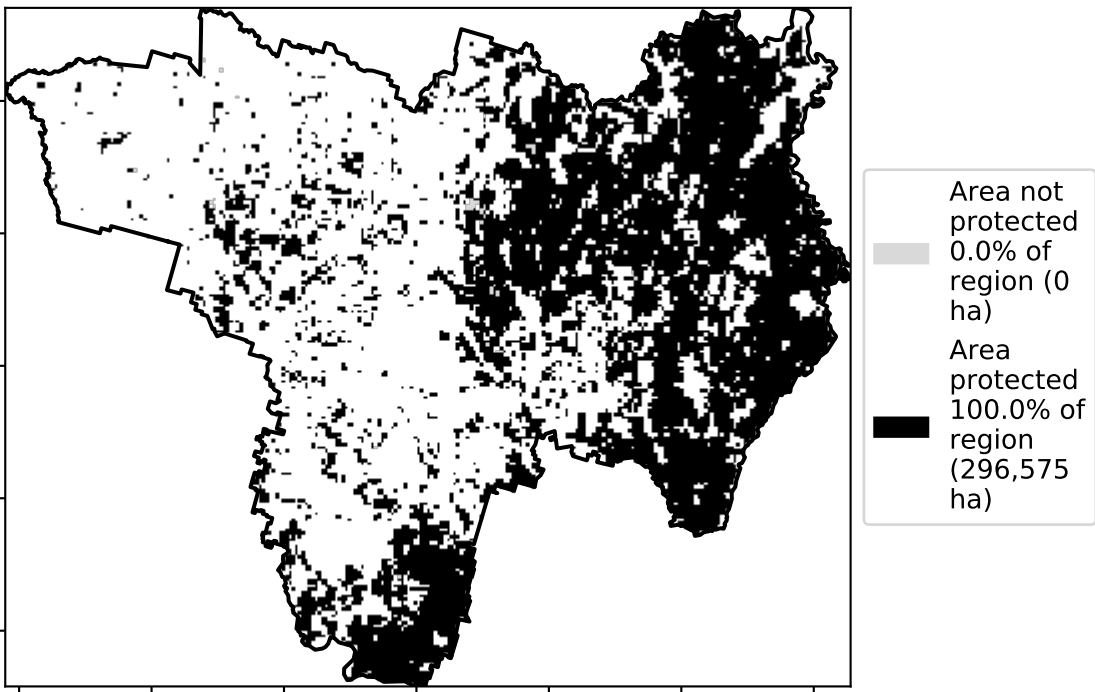 Area not
protected
0.0% of
region (0
ha)
Area
protected
100.0% of
region
(296,575
ha)